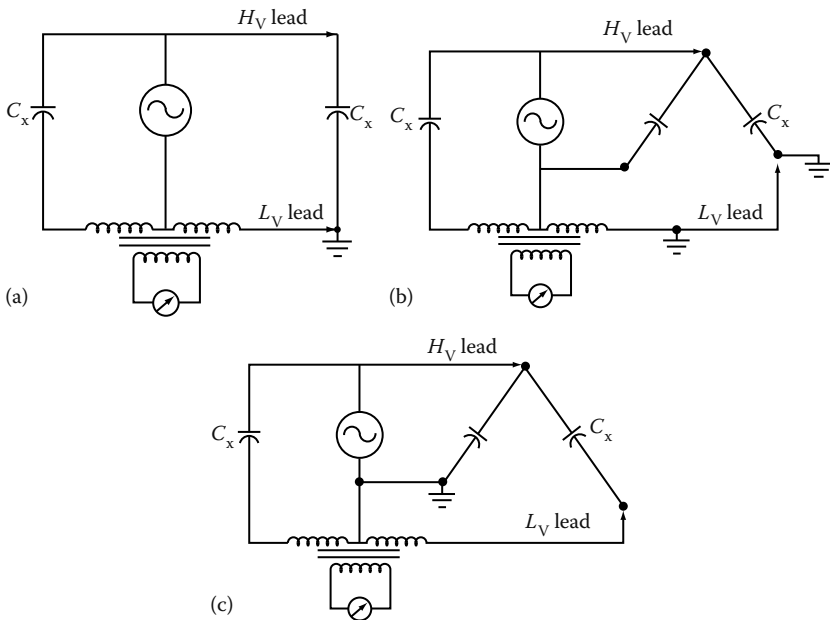 H_V lead
C_x
C_x
L_V lead
(a)
H_V lead
C_x
C_x
L_V lead
(b)
H_V lead
C_x
C_x
L_V lead
(c)